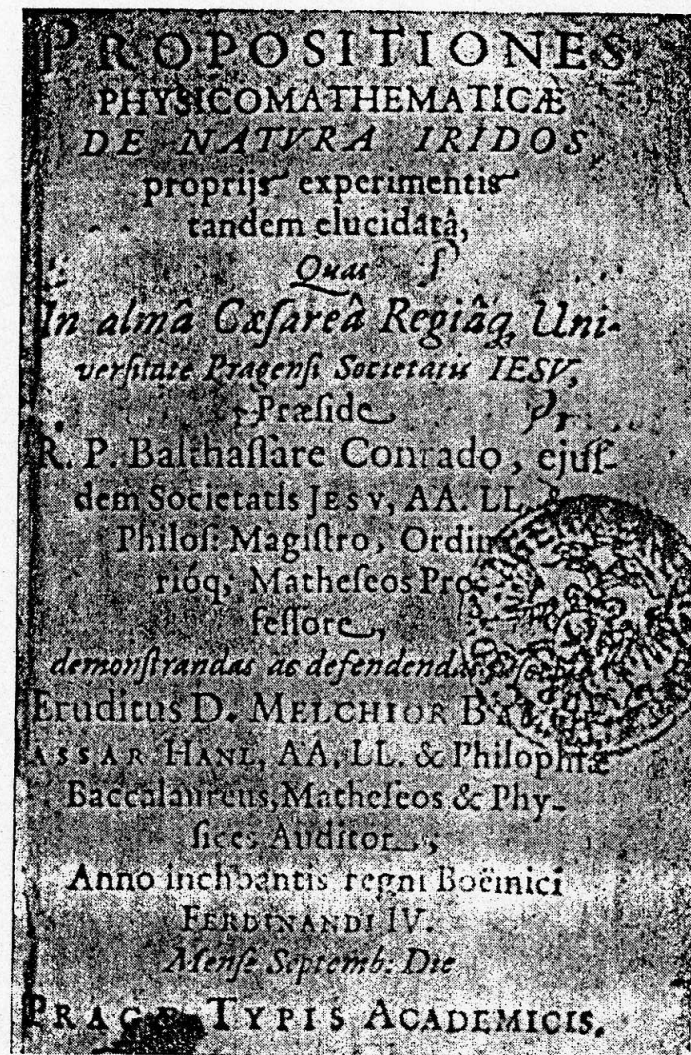 PROPOSITIONES
PHYSICOMATHEMATICÆ
DE NATVRA IRIDOS,
proprijs experimentis
tandem elucidatâ,
Quas
In almâ Cæſareâ Regiâq, Uni-
verſitate Pragenſi Societatis IESV,
Præſide
R. P. Balthaſſare Conrado, ejuſ-
dem Societatis JESV, AA. LL. &
Philoſ: Magiſtro, Ordin
rióq, Matheſeos Pro-
feſſore,
demonſtrandas ac defendendas
Eruditus D. MELCHIOR
ASSAR HANL, AA. LL. & Philophiæ
Baccalaureus, Matheſeos & Phy-
ſices Auditor,
Anno inchoantis regni Boëmici
FERDINANDI IV.
Menſe Septemb: Die
PRAGÆ TYPIS ACADEMICIS.